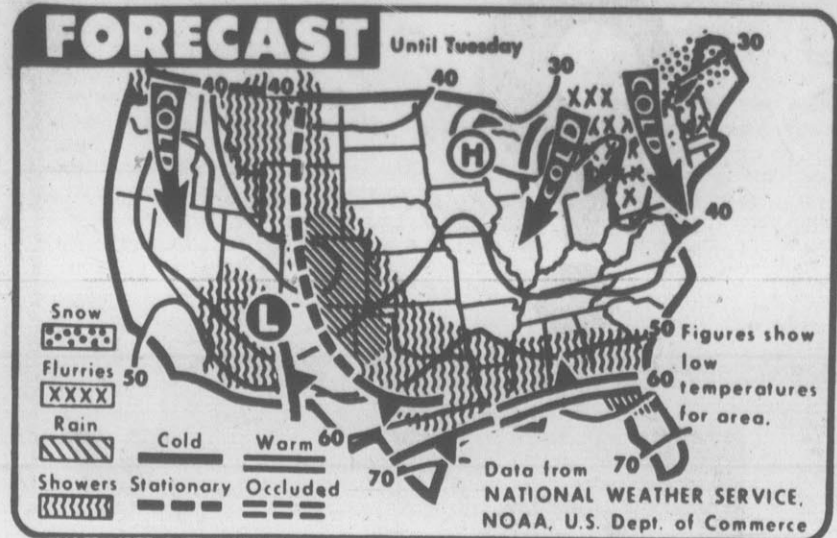 FORECAST
Until Tuesday
40
40
40
30
30
COLD
COLD
COLD
H
40
L
Snow
Flurries
XXXX
Rain
Showers
50
Cold
Warm
Stationary
Occluded
60
70
50
60
70
Figures show
low
temperatures
for area.
Data from
NATIONAL WEATHER SERVICE,
NOAA, U.S. Dept. of Commerce
XXX